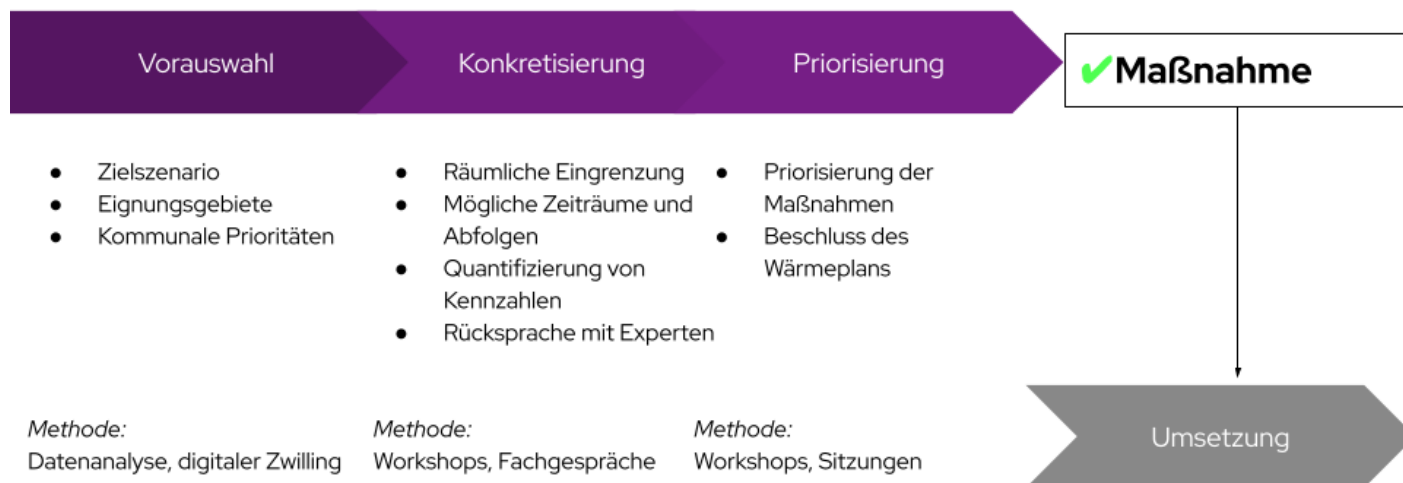 Vorauswahl
Konkretisierung
Priorisierung
✔Maßnahme
● Zielszenario
● Eignungsgebiete
● Kommunale Prioritäten
● Räumliche Eingrenzung
● Mögliche Zeiträume und
Abfolgen
● Quantifizierung von
Kennzahlen
● Rücksprache mit Experten
● Priorisierung der
Maßnahmen
● Beschluss des
Wärmeplans
Methode:
Datenanalyse, digitaler Zwilling
Methode:
Workshops, Fachgespräche
Methode:
Workshops, Sitzungen
Umsetzung